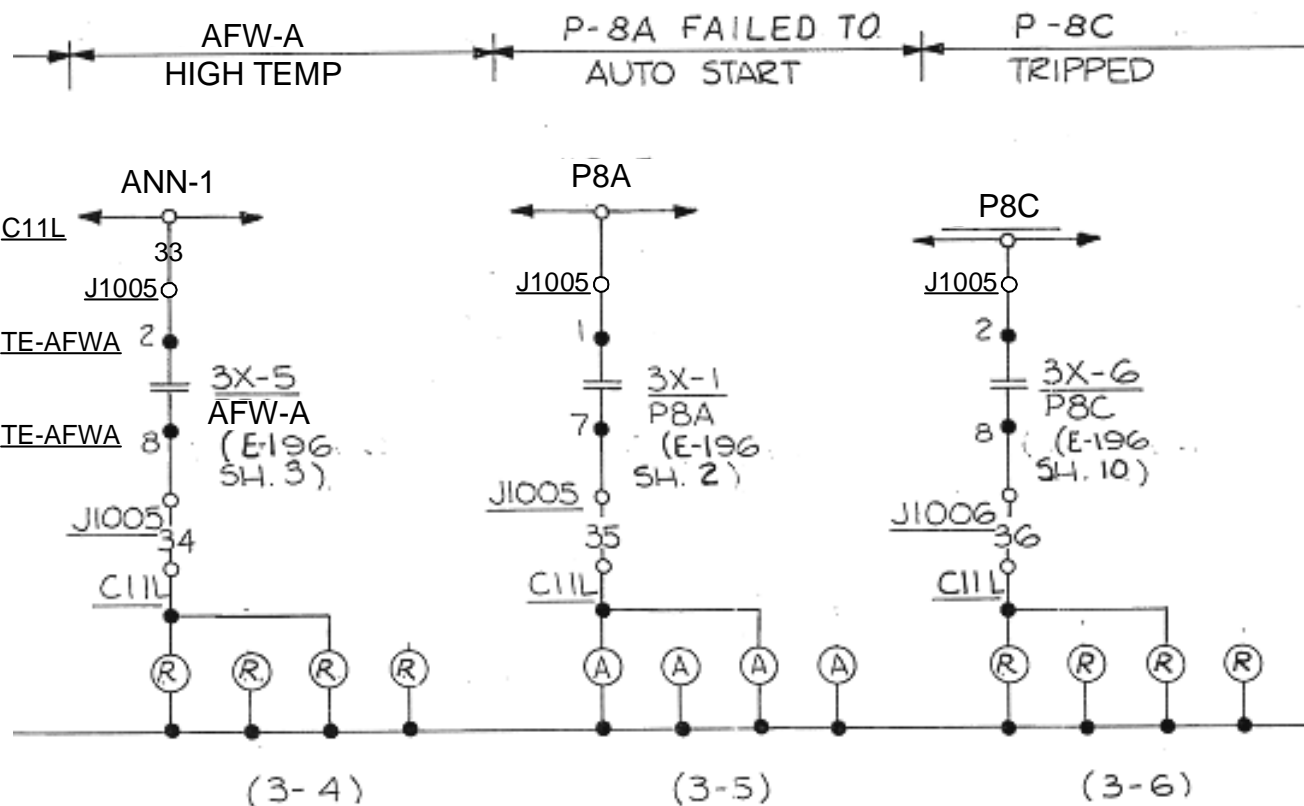 AFW-A
HIGH TEMP
P-8A FAILED TO
AUTO START
P-8C
TRIPPED
ANN-1
C11L
33
J1005
TE-AFWA
2
3X-5
AFW-A
TE-AFWA
8
(E-196
SH. 3)
J1005
34
C11L
R R R R
(3-4)
P8A
J1005
1
3X-1
P8A
7
(E-196
SH. 2)
J1005
35
C11L
A A A A
(3-5)
P8C
J1005
2
3X-6
P8C
8
(E-196
SH. 10)
J1006
36
C11L
R R R R
(3-6)